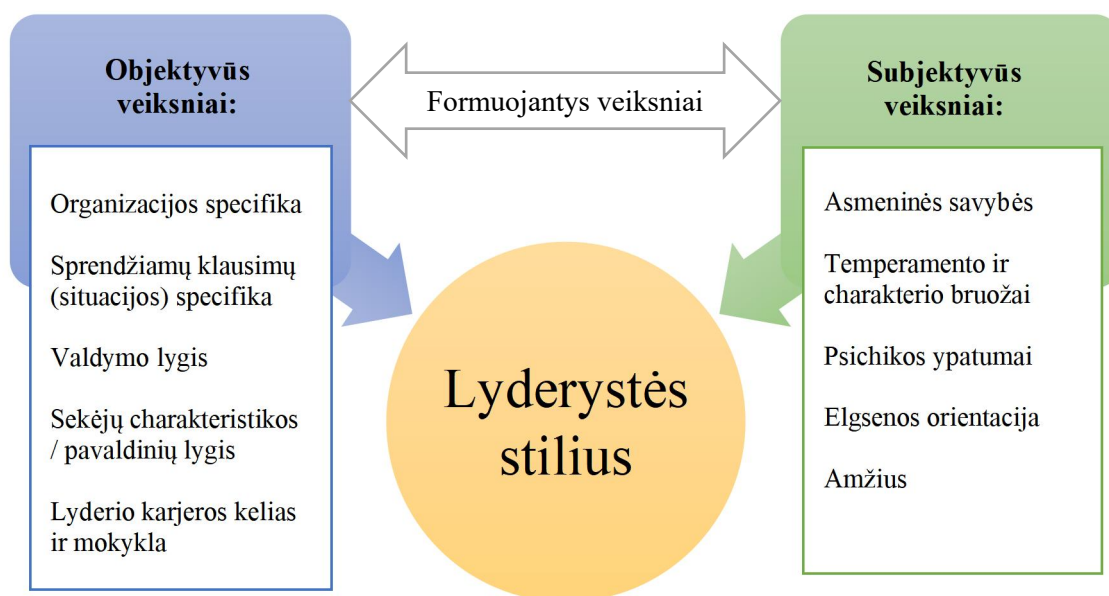 Objektyvūs
veiksniai:
Organizacijos specifika
Sprendžiamų klausimų
(situacijos) specifika
Valdymo lygis
Sekėjų charakteristikos
/ pavaldinių lygis
Lyderio karjeros kelias
ir mokykla
Formuojantys veiksniai
Subjektyvūs
veiksniai:
Asmeninės savybės
Temperamento ir
charakterio bruožai
Psichikos ypatumai
Elgsenos orientacija
Amžius
Lyderystės
stilius